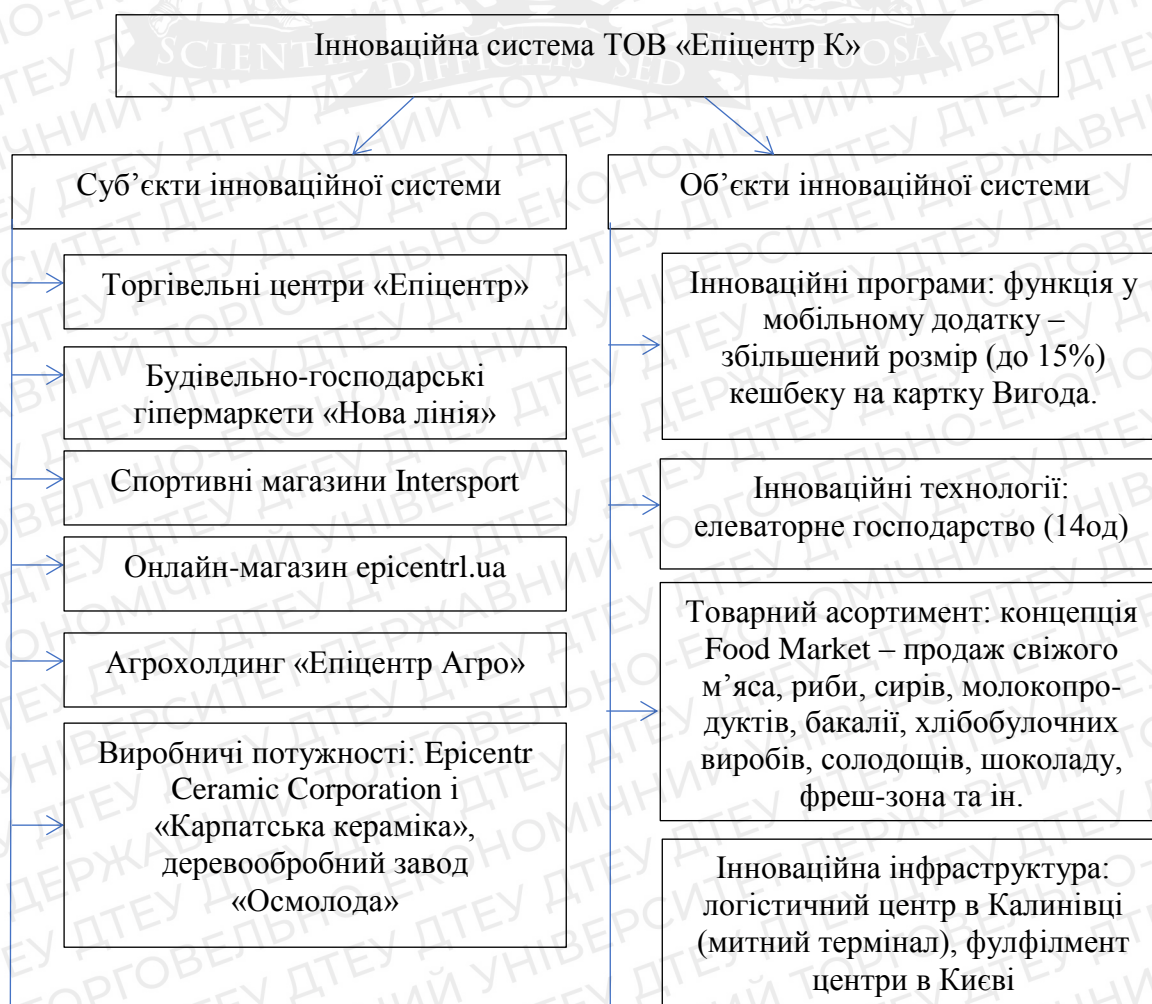 Інноваційна система ТОВ «Епіцентр К»
Суб’єкти інноваційної системи
Торгівельні центри «Епіцентр»
Будівельно-господарські
гіпермаркети «Нова лінія»
Спортивні магазини Intersport
Онлайн-магазин epicentrl.ua
Агрохолдинг «Епіцентр Агро»
Виробничі потужності: Epicentr
Ceramic Corporation і
«Карпатська кераміка»,
деревообробний завод
«Осмолода»
Об’єкти інноваційної системи
Інноваційні програми: функція у
мобільному додатку –
збільшений розмір (до 15%)
кешбеку на картку Вигода.
Інноваційні технології:
елеваторне господарство (14од)
Товарний асортимент: концепція
Food Market – продаж свіжого
м’яса, риби, сирів, молокопро-
дуктів, бакалії, хлібобулочних
виробів, солодощів, шоколаду,
фреш-зона та ін.
Інноваційна інфраструктура:
логістичний центр в Калинівці
(митний термінал), фулфілмент
центри в Києві